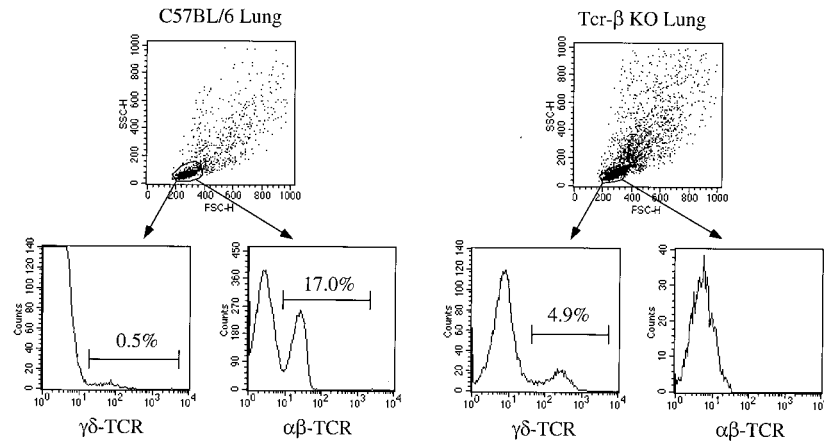 C57BL/6 Lung
Tcr-β KO Lung
SSC-H
0 200 400 600 800 1000
0 200 400 600 800 1000
FSC-H
SSC-H
0 200 400 600 800 1000
0 200 400 600 800 1000
FSC-H
Counts
0 20 40 60 80 100 120 140
0.5%
10⁰ 10¹ 10² 10³ 10⁴
γδ-TCR
Counts
0 90 180 270 360 450
17.0%
10⁰ 10¹ 10² 10³ 10⁴
αβ-TCR
Counts
0 20 40 60 80 100 120 140
4.9%
10⁰ 10¹ 10² 10³ 10⁴
γδ-TCR
Counts
0 10 20 30 40
10⁰ 10¹ 10² 10³ 10⁴
αβ-TCR